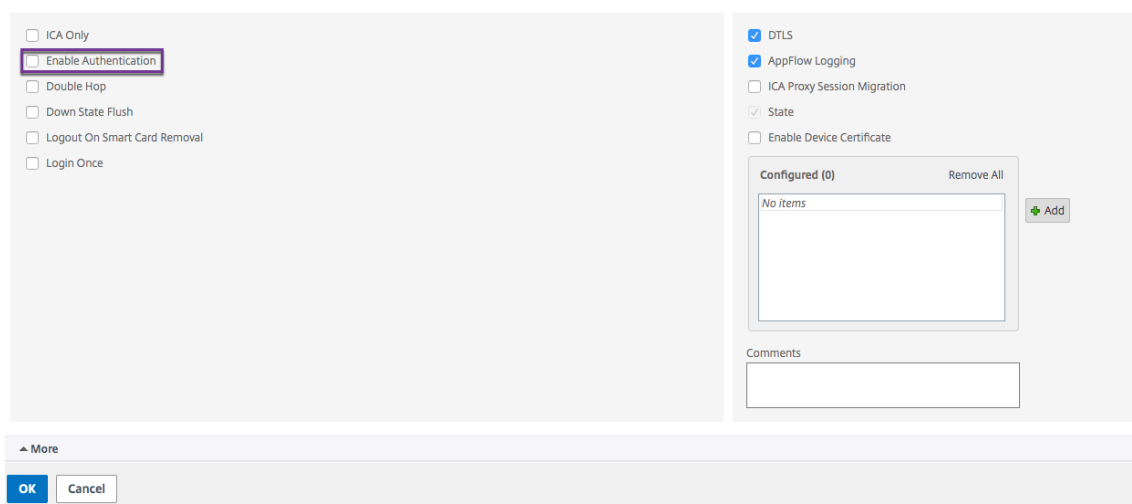 ICA Only
Enable Authentication
Double Hop
Down State Flush
Logout On Smart Card Removal
Login Once
DTLS
AppFlow Logging
ICA Proxy Session Migration
State
Enable Device Certificate
Configured (0) Remove All
No items
Add
Comments
More
OK Cancel